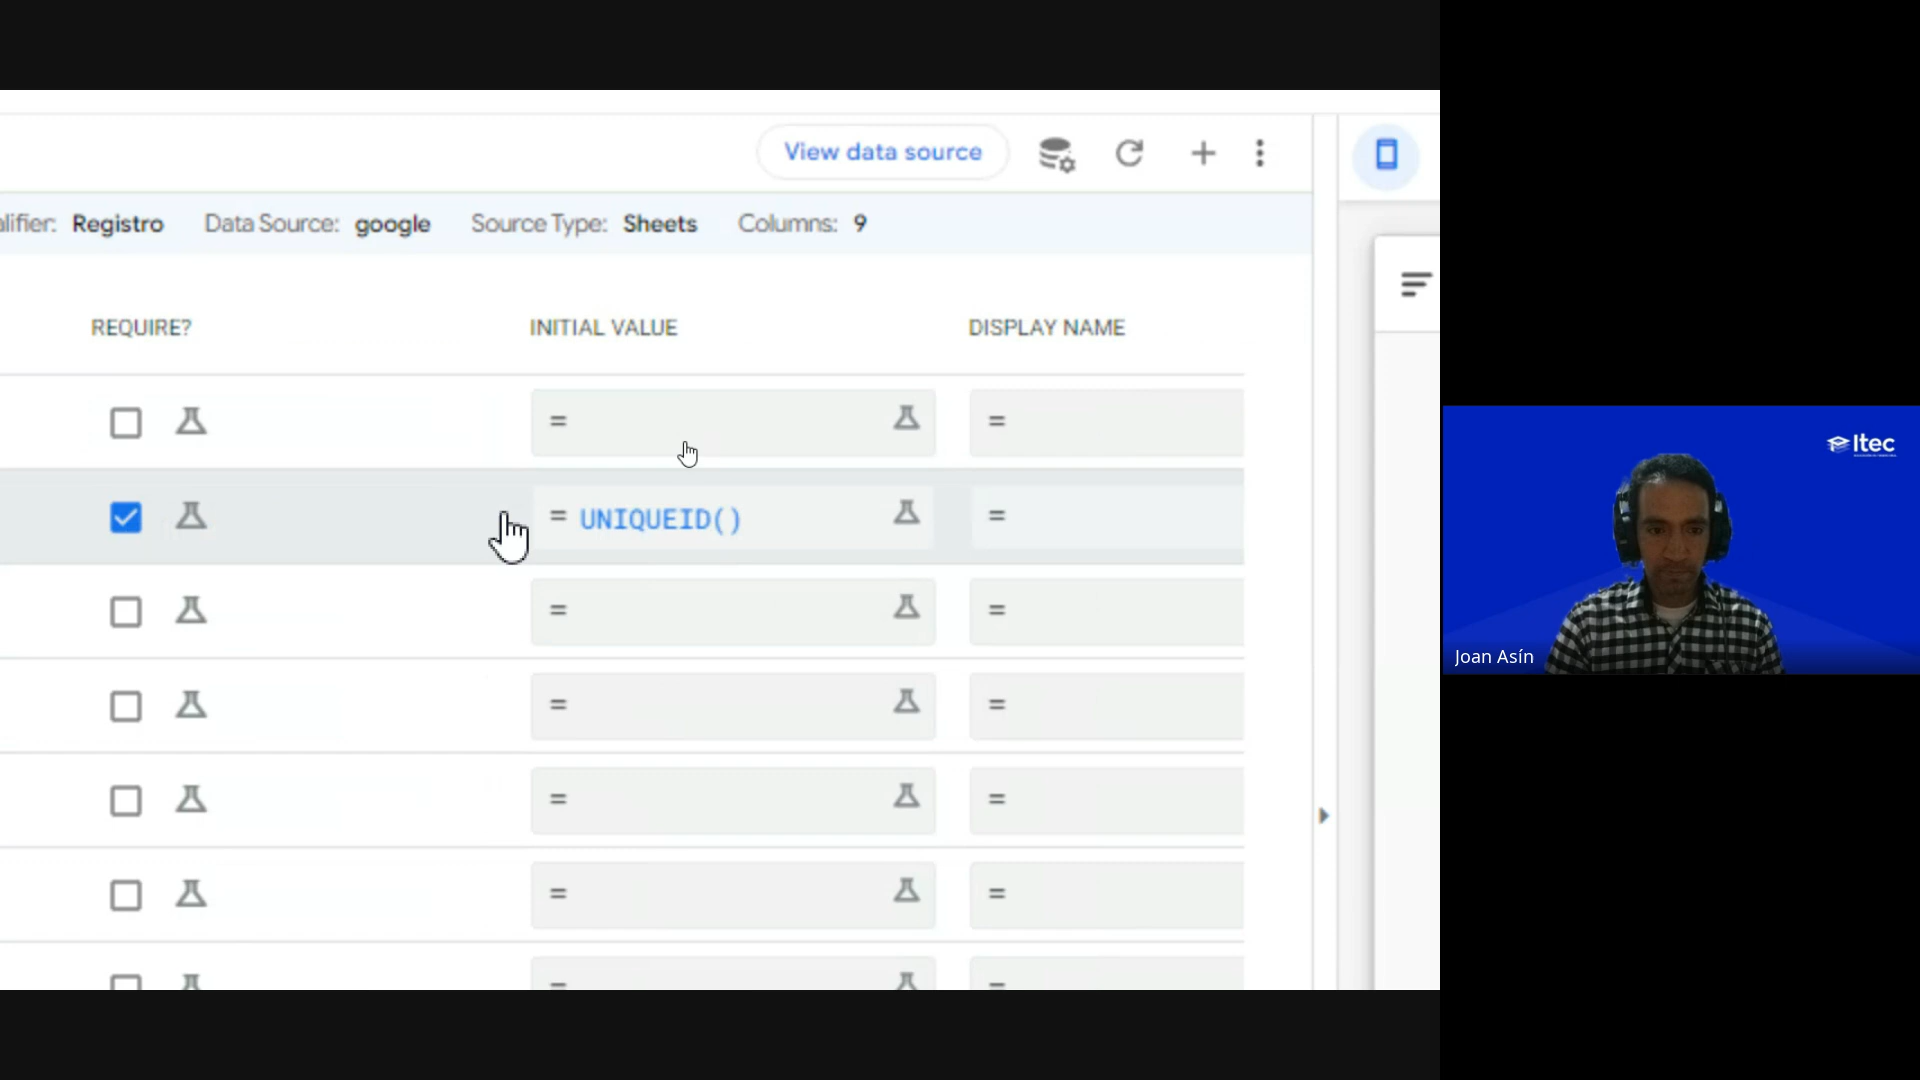 View data source
alifier: Registro Data Source: google Source Type: Sheets Columns: 9
REQUIRE? INITIAL VALUE DISPLAY NAME
= =
= UNIQUEID() =
= =
= =
= =
= =
= =
Itec
Joan Asín